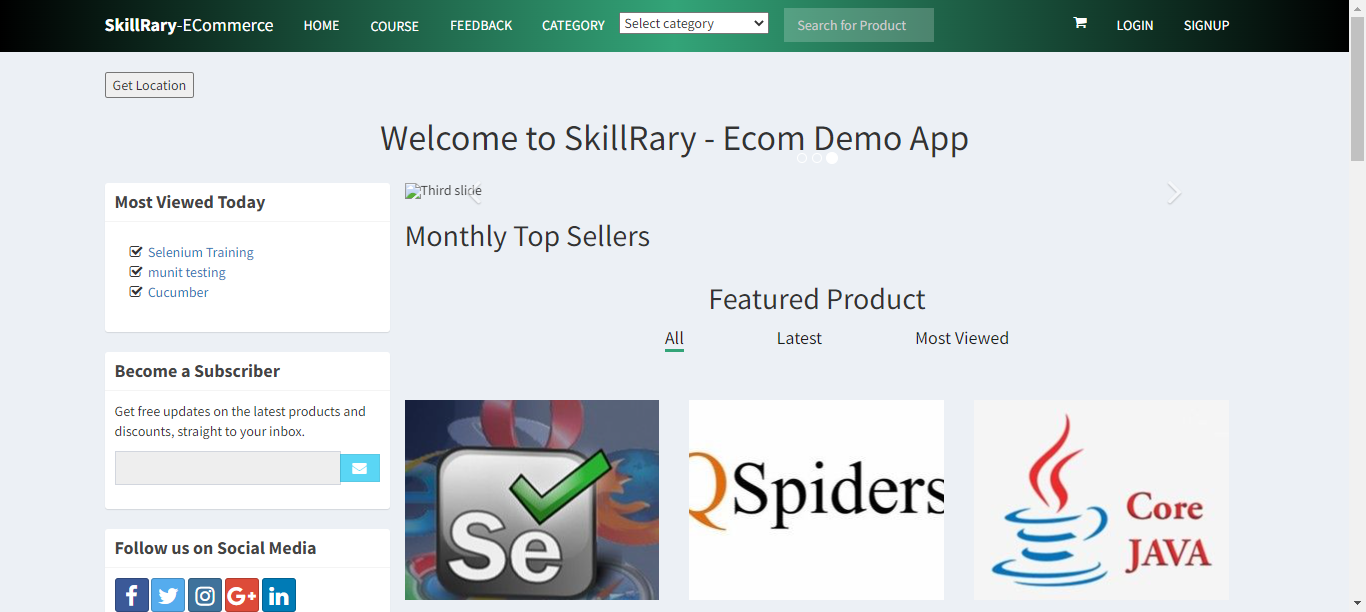 SkillRary-ECommerce HOME COURSE FEEDBACK CATEGORY Select category Search for Product LOGIN SIGNUP
Get Location
Welcome to SkillRary - Ecom Demo App
Most Viewed Today
Selenium Training
munit testing
Cucumber
Become a Subscriber
Get free updates on the latest products and
discounts, straight to your inbox.
Follow us on Social Media
f G+ in
Third slide
Monthly Top Sellers
Featured Product
All Latest Most Viewed
Se
QSpiders
Core
JAVA